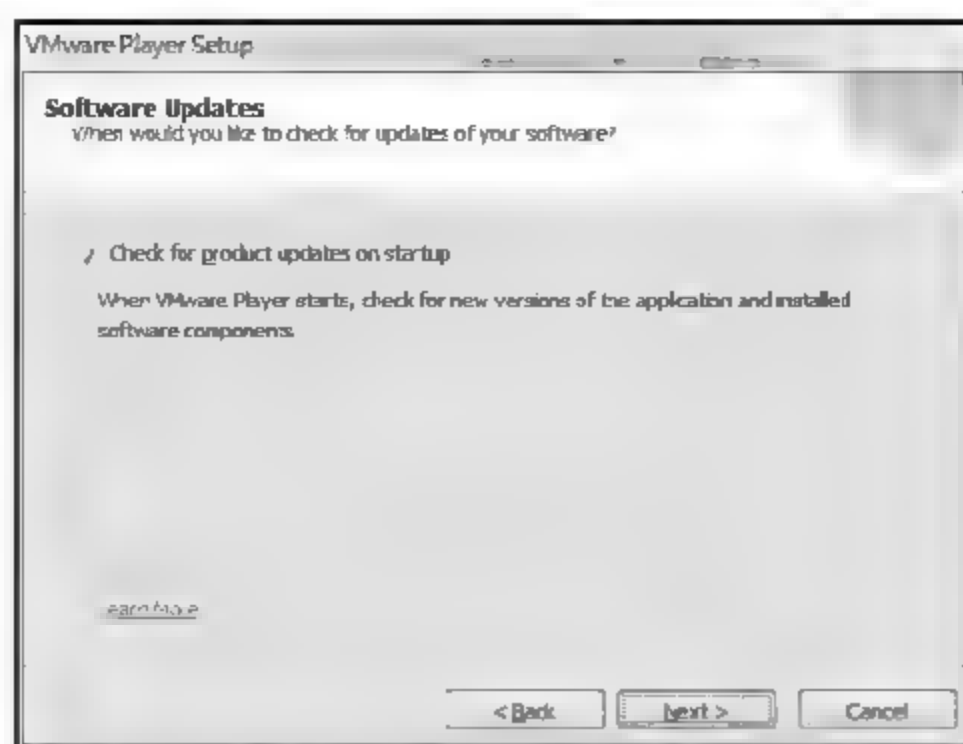 VMware Player Setup
Software Updates
When would you like to check for updates of your software?
Check for product updates on startup
When VMware Player starts, check for new versions of the application and installed
software components.
Learn More
< Back
Next >
Cancel